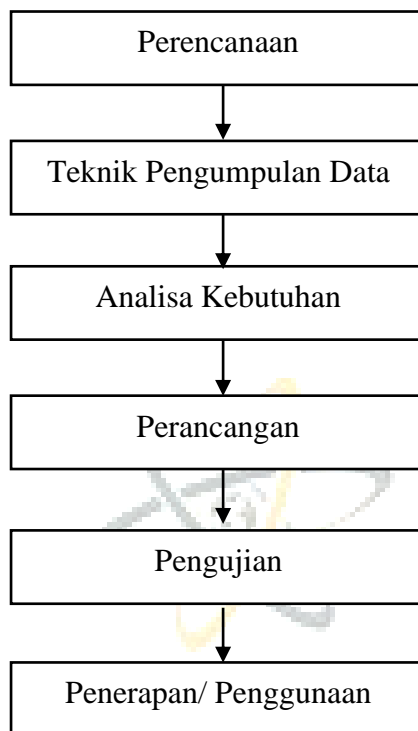 Perencanaan
Teknik Pengumpulan Data
Analisa Kebutuhan
Perancangan
Pengujian
Penerapan/ Penggunaan